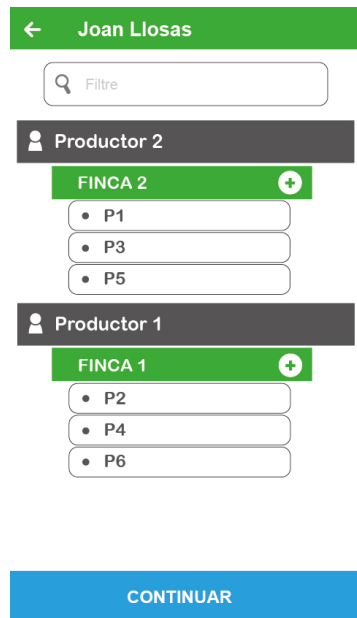 Joan Llosas
Filtre
Productor 2
FINCA 2
P1
P3
P5
Productor 1
FINCA 1
P2
P4
P6
CONTINUAR